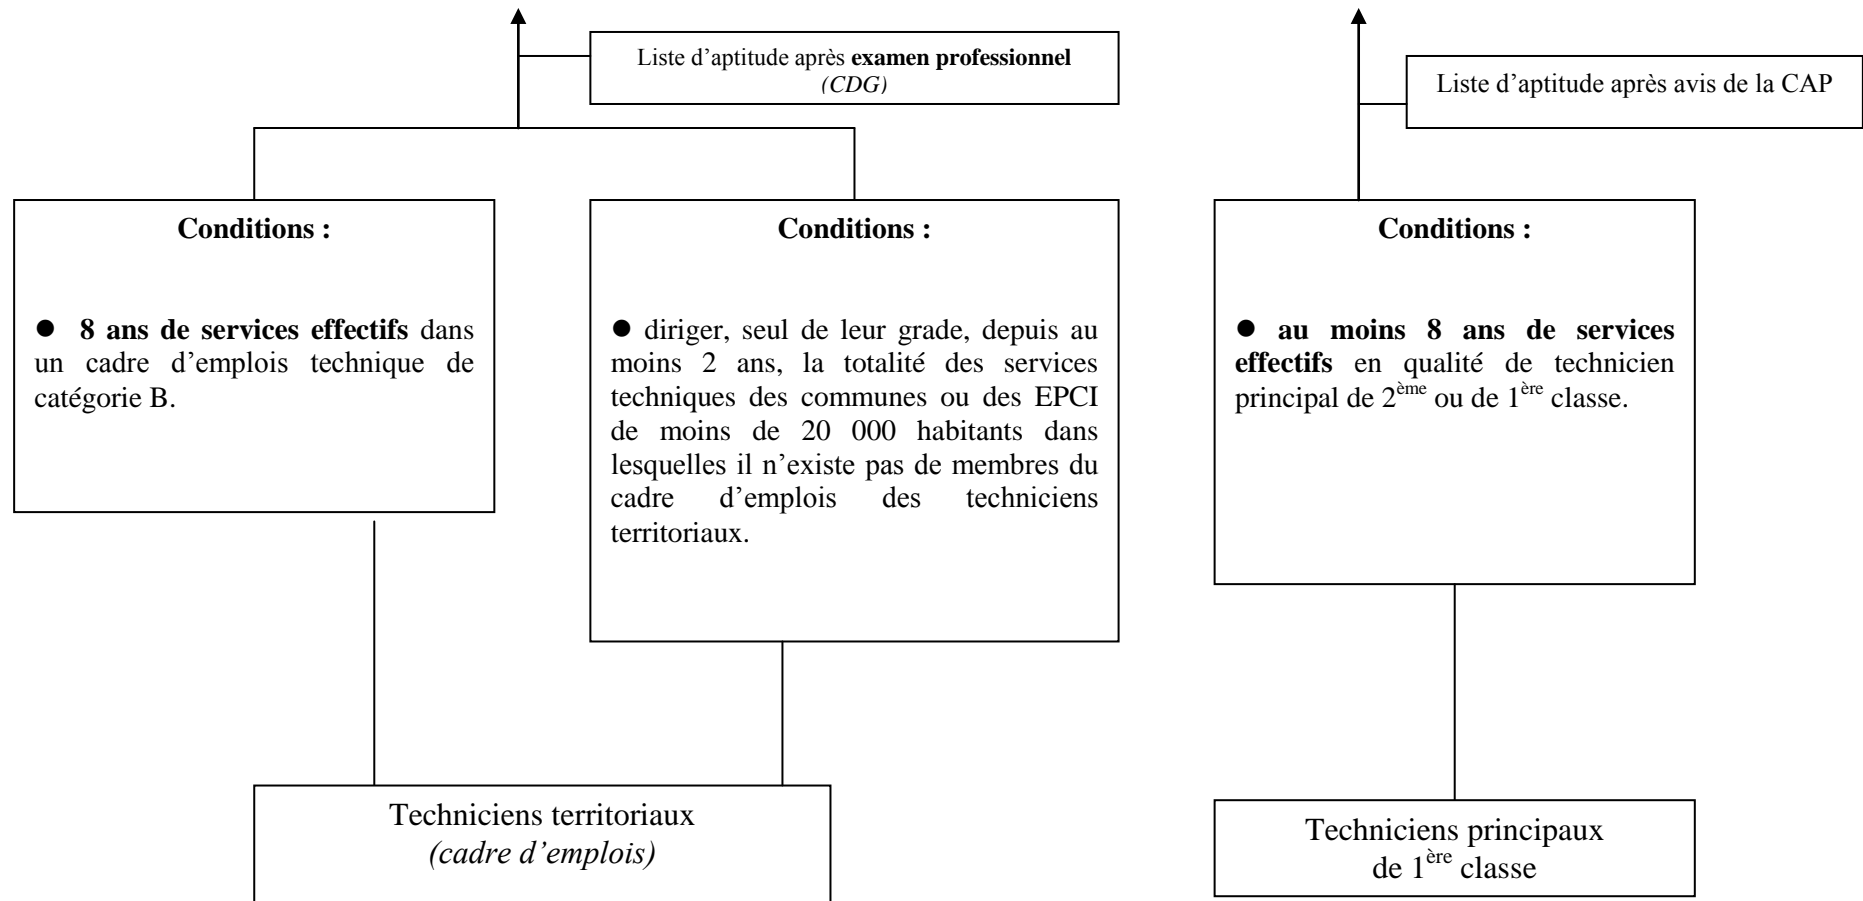 Liste d’aptitude après examen professionnel
(CDG)
Liste d’aptitude après avis de la CAP
Conditions :
● 8 ans de services effectifs dans
un cadre d’emplois technique de
catégorie B.
Conditions :
● diriger, seul de leur grade, depuis au
moins 2 ans, la totalité des services
techniques des communes ou des EPCI
de moins de 20 000 habitants dans
lesquelles il n’existe pas de membres du
cadre d’emplois des techniciens
territoriaux.
Conditions :
● au moins 8 ans de services
effectifs en qualité de technicien
principal de 2ème ou de 1ère classe.
Techniciens territoriaux
(cadre d’emplois)
Techniciens principaux
de 1ère classe